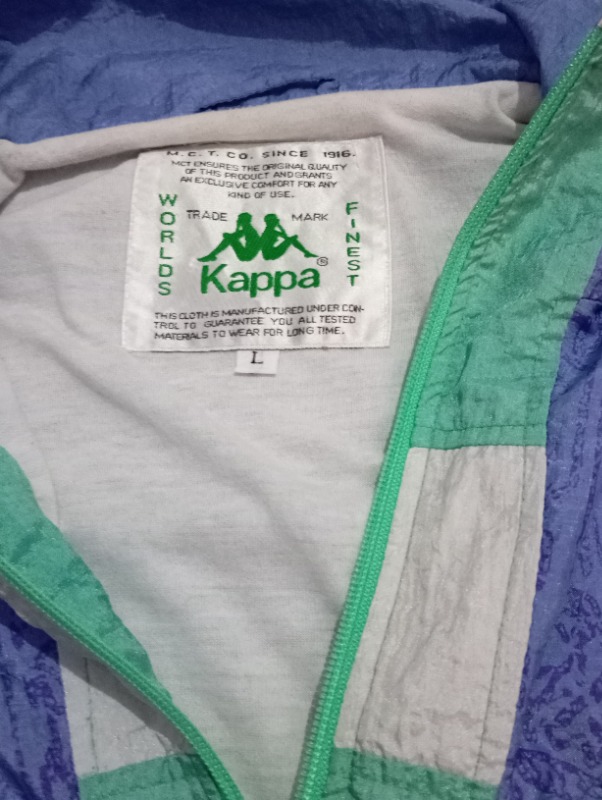 M.C.T. CO. SINCE 1916.
MCT ENSURES THE ORIGINAL QUALITY
OF THIS PRODUCT AND GRANTS
AN EXCLUSIVE COMFORT FOR ANY
KIND OF USE.
WORLDS
TRADE MARK
FINEST
Kappa®
THIS CLOTH IS MANUFACTURED UNDER CON-
TROL TO GUARANTEE YOU ALL TESTED
MATERIALS TO WEAR FOR LONG TIME.
L